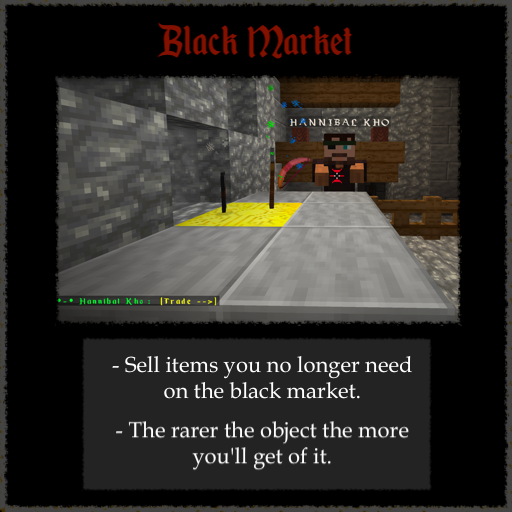 Black Market
HANNIBAL KHO
*-* Hannibal Kho : [Trade -->]
- Sell items you no longer need
on the black market.
- The rarer the object the more
you'll get of it.